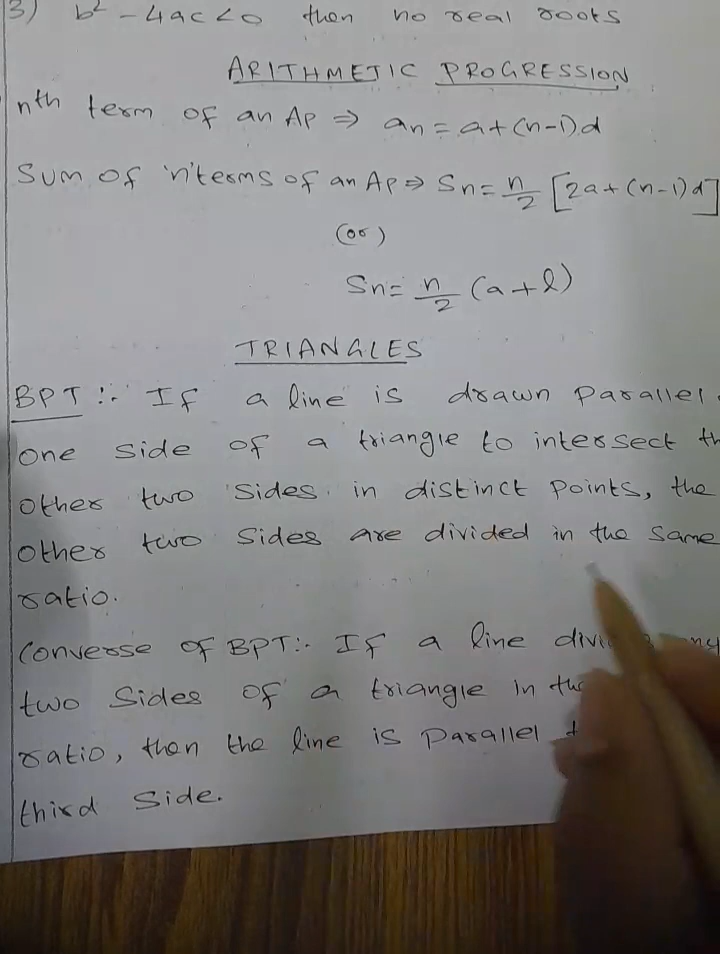 3) b² - 4ac < 0 then no real roots
ARITHMETIC PROGRESSION
nth term of an AP ⇒ an = a + (n-1)d
Sum of 'n' terms of an AP ⇒ Sn = n/2 [2a + (n-1)d]
(or)
Sn = n/2 (a + l)
TRIANGLES
BPT :- If a line is drawn parallel
one side of a triangle to intersect th
other two sides in distinct points, the
other two sides are divided in the same
ratio.
Converse of BPT :- If a line divi
two sides of a triangle in the
ratio, then the line is parallel t
third side.